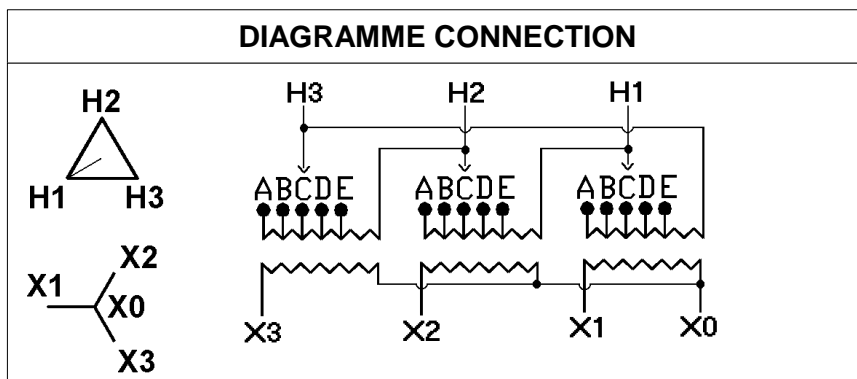 DIAGRAMME CONNECTION
H2
H1 H3
X2
X1 X0
X3
H3 H2 H1
ABCDE ABCDE ABCDE
X3 X2 X1 X0